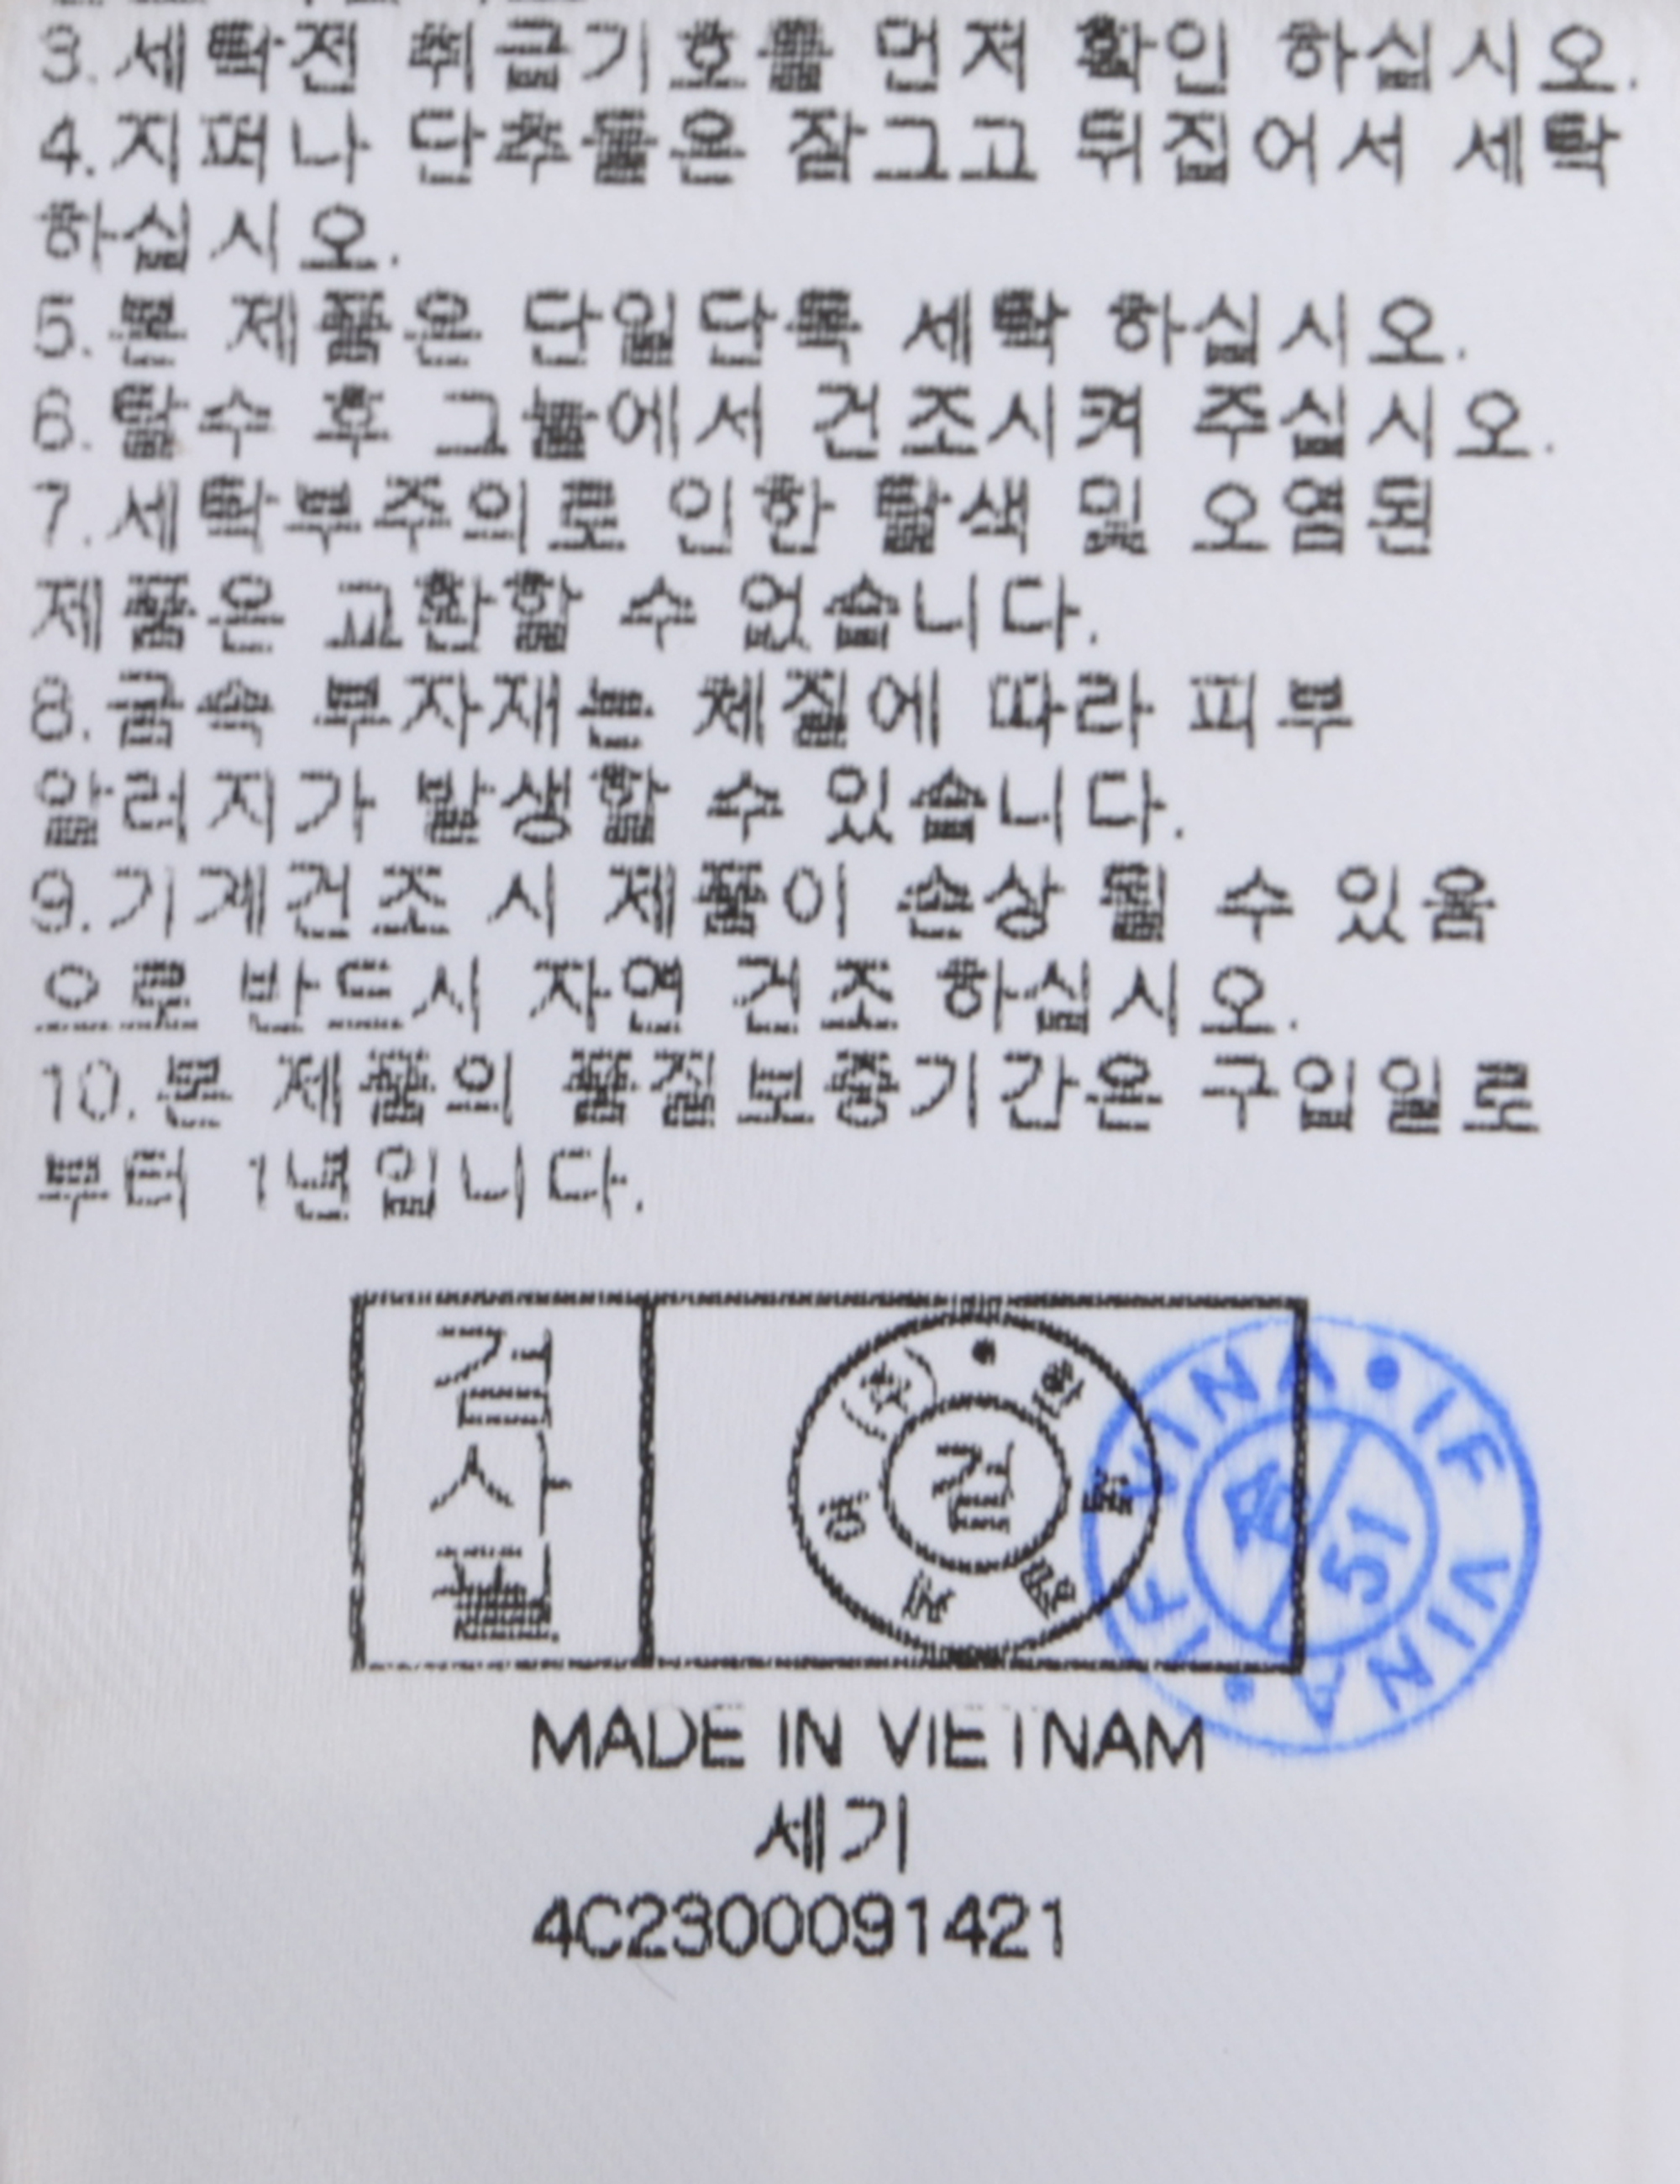 3.세탁전 취급기호를 먼저 확인 하십시오.
4.지퍼나 단추들은 잠그고 뒤집어서 세탁
하십시오.
5.본 제품은 단일단독 세탁 하십시오.
6.탈수 후 그늘에서 건조시켜 주십시오.
7.세탁부주의로 인한 탈색 및 오염된
제품은 교환할 수 없습니다.
8.금속 부자재는 체질에 따라 피부
알러지가 발생할 수 있습니다.
9.기계건조 시 제품이 손상 될 수 있움
으로 반드시 자연 건조 하십시오.
10.본 제품의 품질보증기간은 구입일로
부터 1년입니다.
검사필
검
IF VINA • IF VINA •
51
MADE IN VIETNAM
세기
4C2300091421